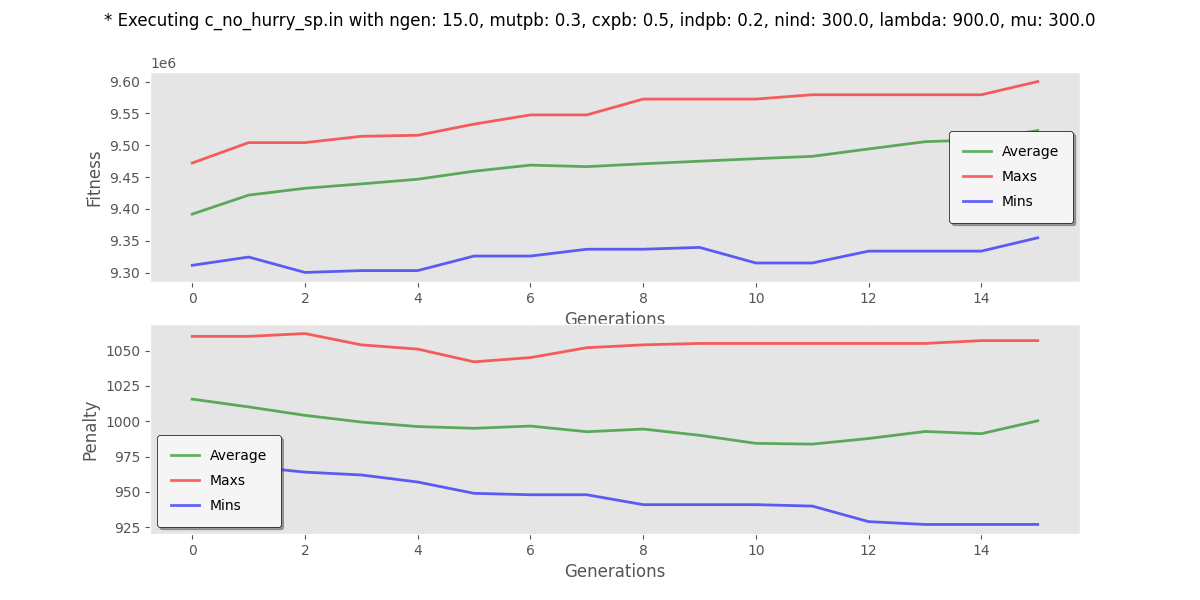 * Executing c_no_hurry_sp.in with ngen: 15.0, mutpb: 0.3, cxpb: 0.5, indpb: 0.2, nind: 300.0, lambda: 900.0, mu: 300.0
1e6
9.60
9.55
9.50
9.45
9.40
9.35
9.30
Fitness
Average
Maxs
Mins
0 2 4 6 8 10 12 14
Generations
1050
1025
1000
975
950
925
Penalty
Average
Maxs
Mins
0 2 4 6 8 10 12 14
Generations